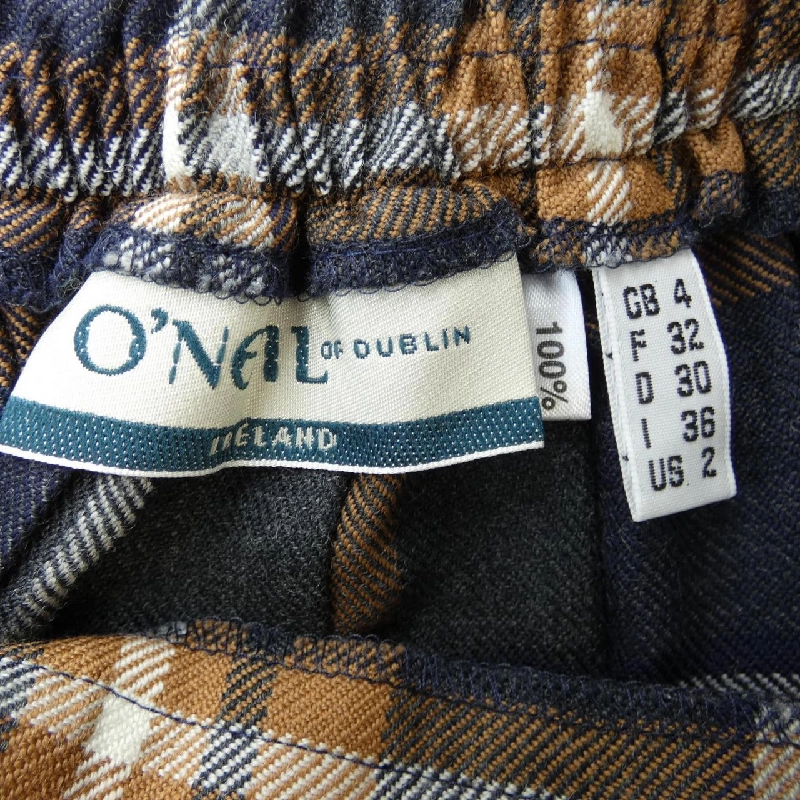 O'NAL OF DUBLIN
IRELAND
100%
GB 4
F 32
D 30
I 36
US 2